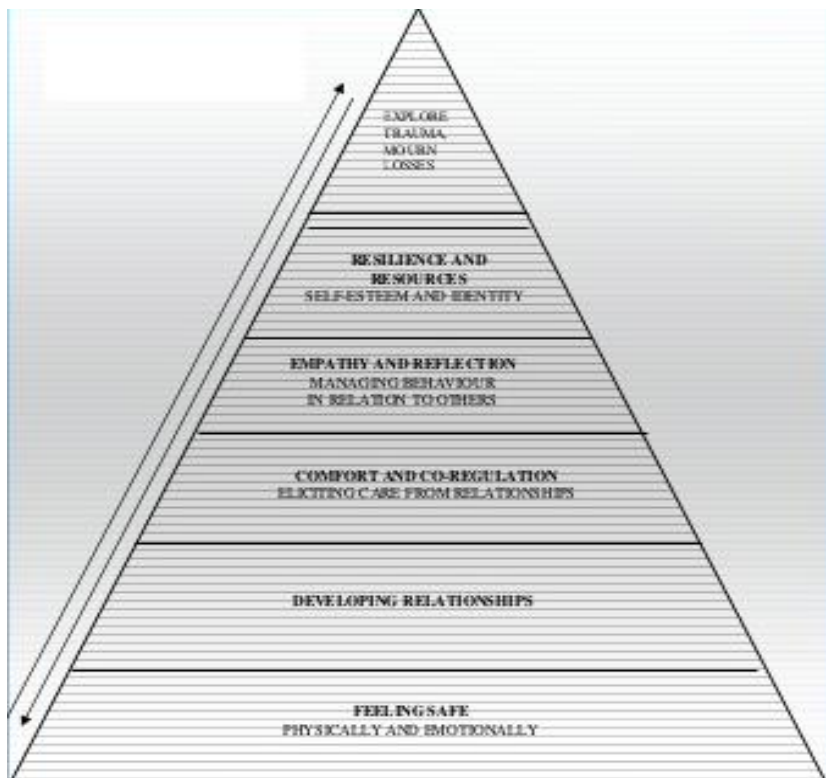 EXPLORE
TRAUMA,
MOURN
LOSSES
RESILIENCE AND
RESOURCES
SELF-ESTEEM AND IDENTITY
EMPATHY AND REFLECTION
MANAGING BEHAVIOUR
IN RELATION TO OTHERS
COMFORT AND CO-REGULATION
ELICITING CARE FROM RELATIONSHIPS
DEVELOPING RELATIONSHIPS
FEELING SAFE
PHYSICALLY AND EMOTIONALLY